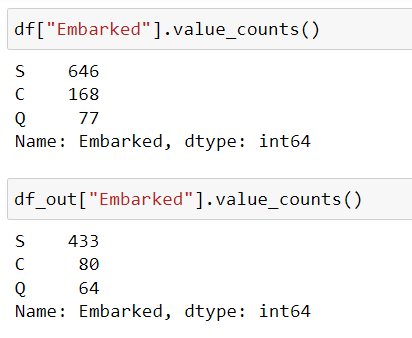 df["Embarked"].value_counts()
S    646
C    168
Q     77
Name: Embarked, dtype: int64
df_out["Embarked"].value_counts()
S    433
C     80
Q     64
Name: Embarked, dtype: int64